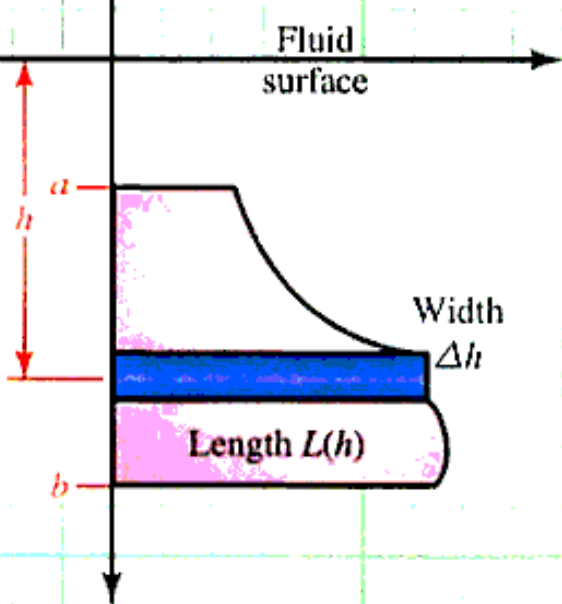 Fluid
surface
a
h
Width
Δh
Length L(h)
b